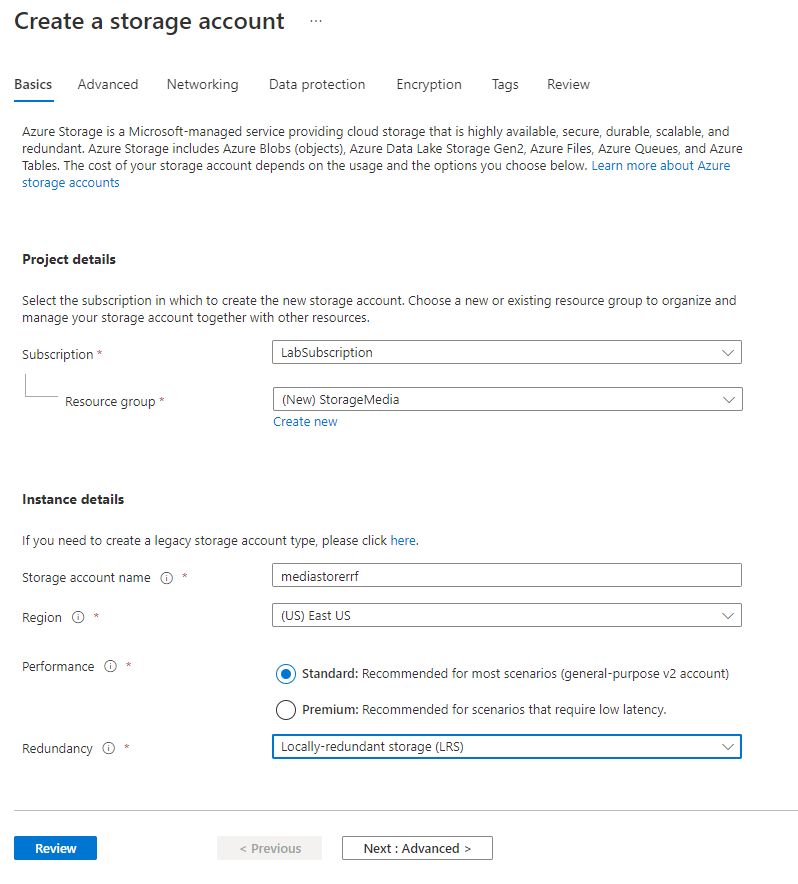 Create a storage account ...
Basics Advanced Networking Data protection Encryption Tags Review
Azure Storage is a Microsoft-managed service providing cloud storage that is highly available, secure, durable, scalable, and
redundant. Azure Storage includes Azure Blobs (objects), Azure Data Lake Storage Gen2, Azure Files, Azure Queues, and Azure
Tables. The cost of your storage account depends on the usage and the options you choose below. Learn more about Azure
storage accounts
Project details
Select the subscription in which to create the new storage account. Choose a new or existing resource group to organize and
manage your storage account together with other resources.
Subscription * LabSubscription
Resource group * (New) StorageMedia
Create new
Instance details
If you need to create a legacy storage account type, please click here.
Storage account name * mediastorerrf
Region * (US) East US
Performance * Standard: Recommended for most scenarios (general-purpose v2 account)
Premium: Recommended for scenarios that require low latency.
Redundancy * Locally-redundant storage (LRS)
Review < Previous Next : Advanced >